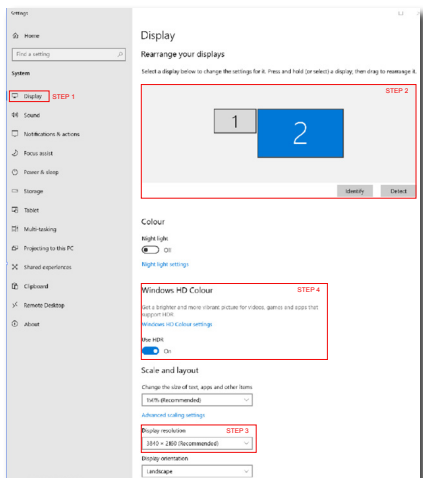 Settings
Home
Find a setting
System
Display STEP 1
Sound
Notifications & actions
Focus assist
Power & sleep
Storage
Tablet
Multi-tasking
Projecting to this PC
Shared experiences
Clipboard
Remote Desktop
About
Display
Rearrange your displays
Select a display below to change the settings for it. Press and hold (or select) a display, then drag to rearrange it.
STEP 2
1 2
Identify Detect
Colour
Night light
Off
Night light settings
Windows HD Colour STEP 4
Get a brighter and more vibrant picture for videos, games and apps that
support HDR.
Windows HD Colour settings
Use HDR
On
Scale and layout
Change the size of text, apps and other items
150% (Recommended)
Advanced scaling settings
Display resolution STEP 3
3840 × 2160 (Recommended)
Display orientation
Landscape